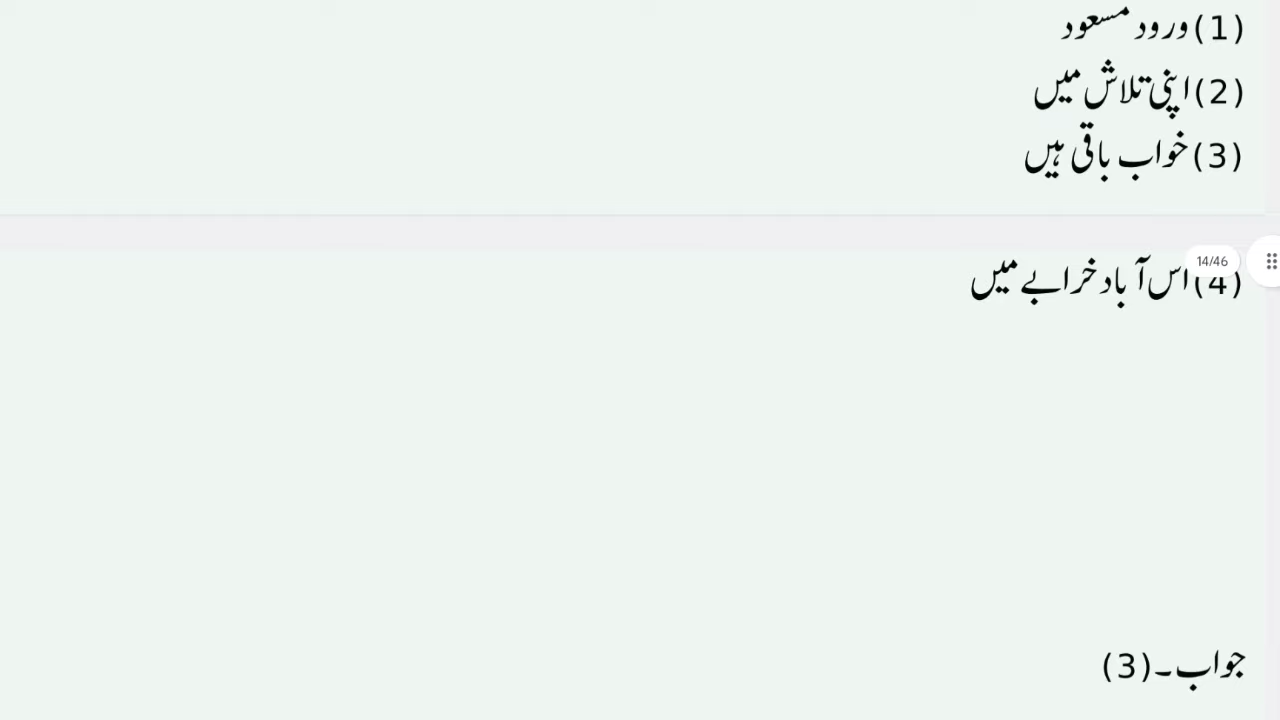 (1) ورود مسعود
(2) اپنی تلاش میں
(3) خواب باقی ہیں
14/46
(4) اس آباد خرابے میں
جواب۔(3)